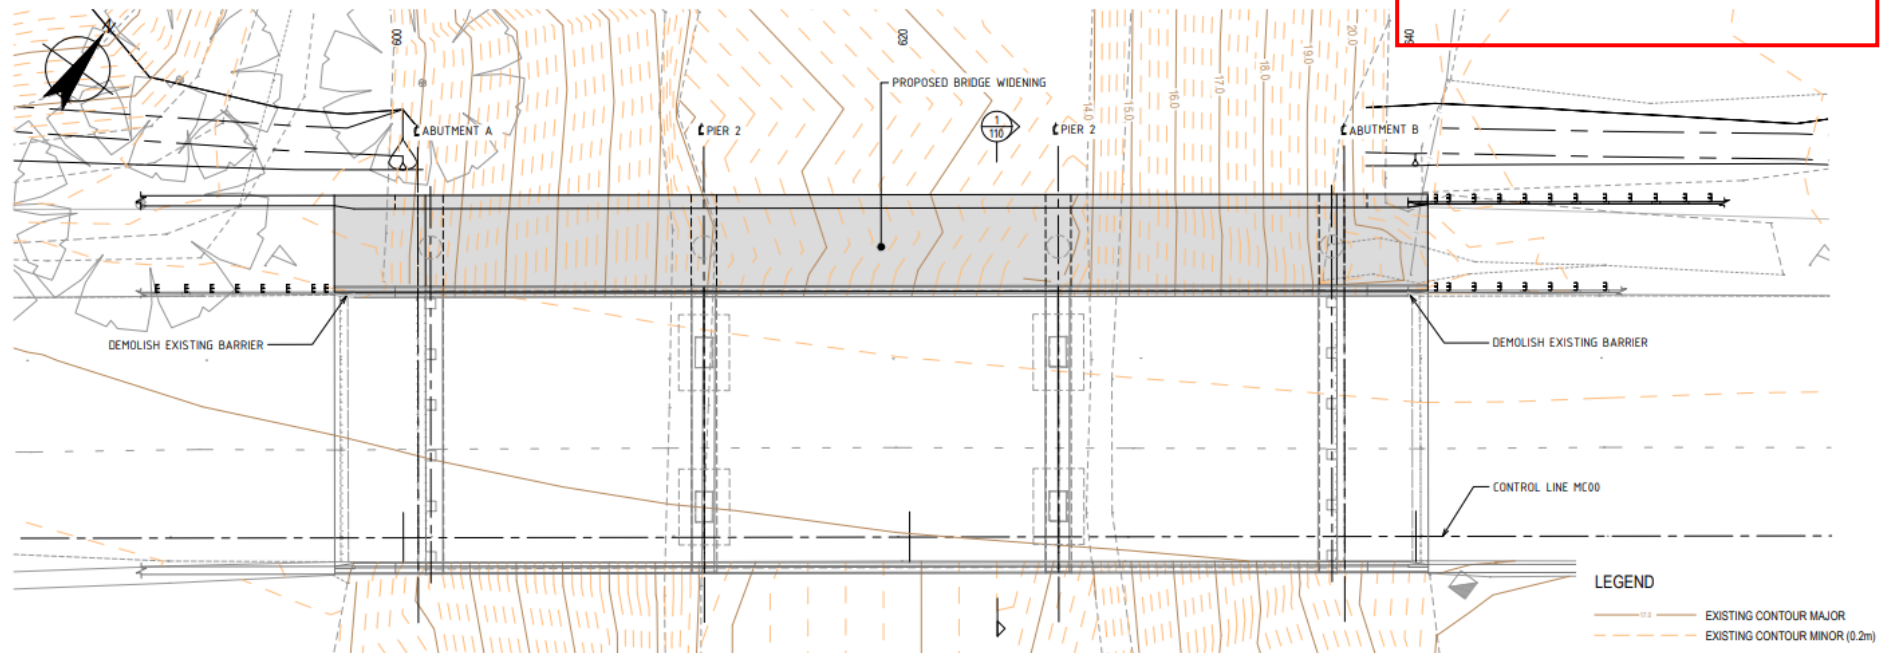 N
600
620
640
PROPOSED BRIDGE WIDENING
20.0
19.0
18.0
17.0
16.0
15.0
14.0
1
110
℄ ABUTMENT A
℄ PIER 2
℄ PIER 2
℄ ABUTMENT B
DEMOLISH EXISTING BARRIER
DEMOLISH EXISTING BARRIER
CONTROL LINE MC00
LEGEND
17.0
EXISTING CONTOUR MAJOR
EXISTING CONTOUR MINOR (0.2m)